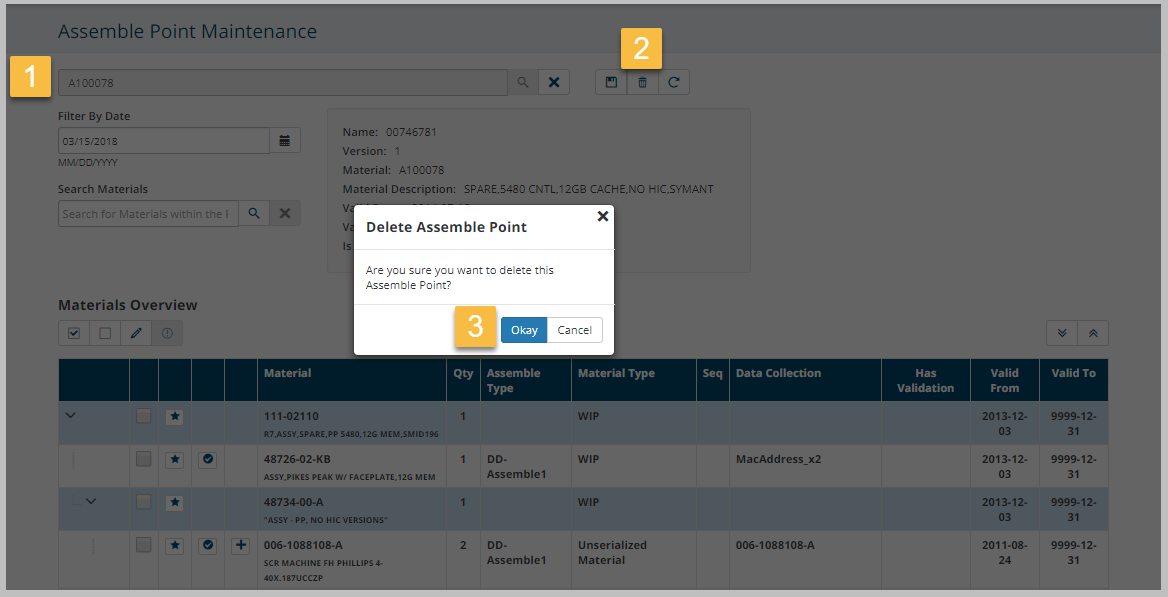 Assemble Point Maintenance
1
2
A100078
Filter By Date
03/15/2018
MM/DD/YYYY
Search Materials
Search for Materials within the
Name: 00746781
Version: 1
Material: A100078
Material Description: SPARE,5480 CNTL,12GB CACHE,NO HIC,SYMANT
Is
Delete Assemble Point
Are you sure you want to delete this
Assemble Point?
3
Okay
Cancel
Materials Overview
Material Qty Assemble Type Material Type Seq Data Collection Has Validation Valid From Valid To
111-02110 1 WIP 2013-12-03 9999-12-31
R7,ASSY,SPARE,PP 5480,12G MEM,SMID196
48726-02-KB 1 DD-Assemble1 WIP MacAddress_x2 2013-12-03 9999-12-31
ASSY,PIKES PEAK W/ FACEPLATE,12G MEM
48734-00-A 1 WIP 2013-12-03 9999-12-31
"ASSY - PP, NO HIC VERSIONS"
006-1088108-A 2 DD-Assemble1 Unserialized Material 006-1088108-A 2011-08-24 9999-12-31
SCR MACHINE FH PHILLIPS 4-
40X.187UCCZP